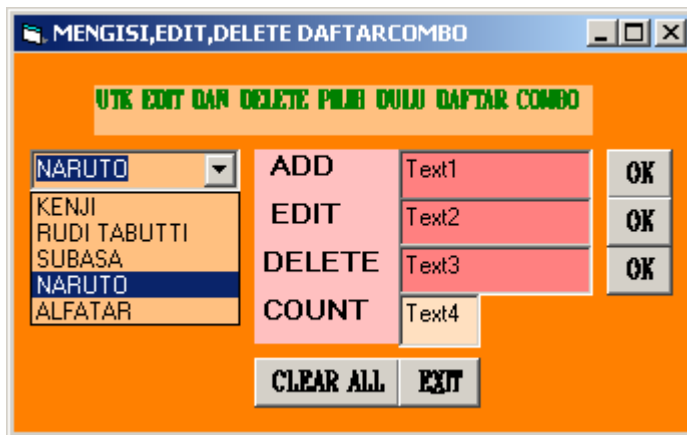 MENGISI,EDIT,DELETE DAFTARCOMBO
UTK EDIT DAN DELETE PILIH DULU DAFTAR COMBO
NARUTO
KENJI
RUDI TABUTTI
SUBASA
NARUTO
ALFATAR
ADD Text1 OK
EDIT Text2 OK
DELETE Text3 OK
COUNT Text4
CLEAR ALL EXIT